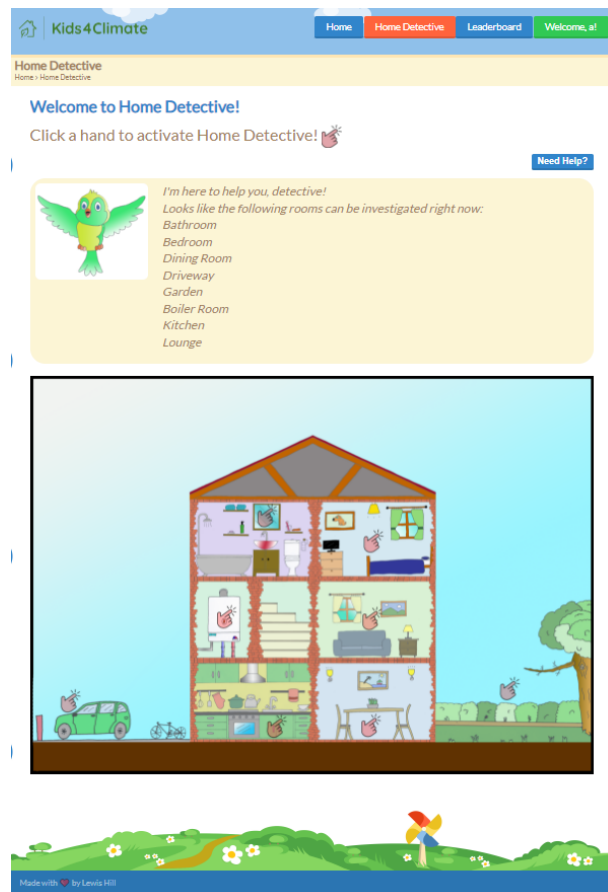 Kids4Climate
Home
Home Detective
Leaderboard
Welcome, a!
Home Detective
Home > Home Detective
Welcome to Home Detective!
Click a hand to activate Home Detective!
Need Help?
I'm here to help you, detective!
Looks like the following rooms can be investigated right now:
Bathroom
Bedroom
Dining Room
Driveway
Garden
Boiler Room
Kitchen
Lounge
Made with ❤ by Lewis Hill